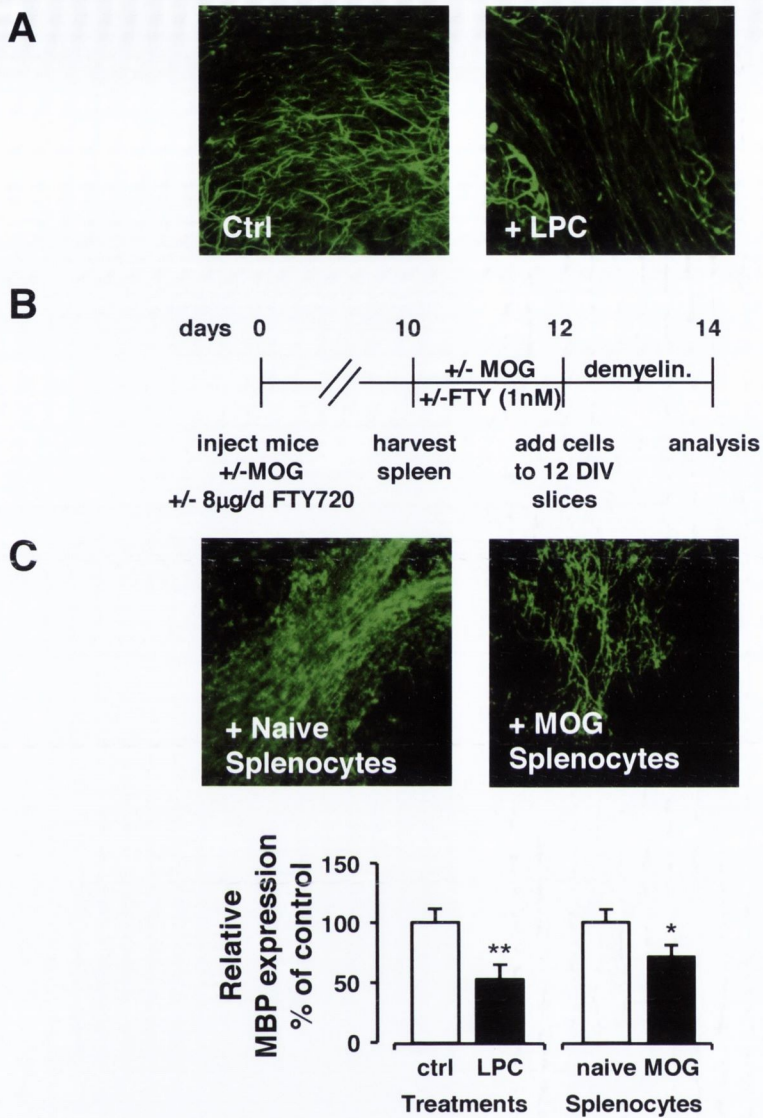 A
Ctrl
+ LPC
B
days 0 10 12 14
+/- MOG
demyelin.
+/-FTY (1nM)
inject mice
+/-MOG
+/- 8µg/d FTY720
harvest
spleen
add cells
to 12 DIV
slices
analysis
C
+ Naive
Splenocytes
+ MOG
Splenocytes
Relative
MBP expression
% of control
150
100
50
0
**
*
ctrl LPC
naive MOG
Treatments
Splenocytes